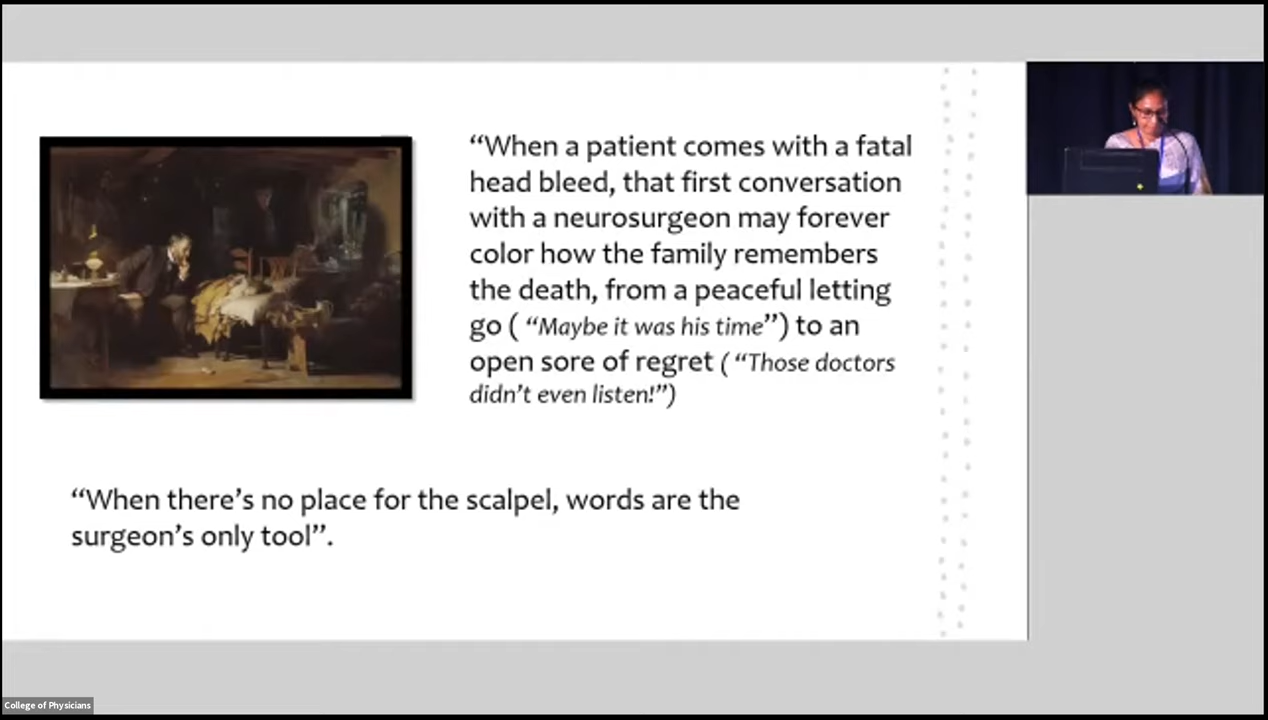 “When a patient comes with a fatal
head bleed, that first conversation
with a neurosurgeon may forever
color how the family remembers
the death, from a peaceful letting
go ( “Maybe it was his time”) to an
open sore of regret ( “Those doctors
didn’t even listen!”)
“When there’s no place for the scalpel, words are the
surgeon’s only tool”.
College of Physicians